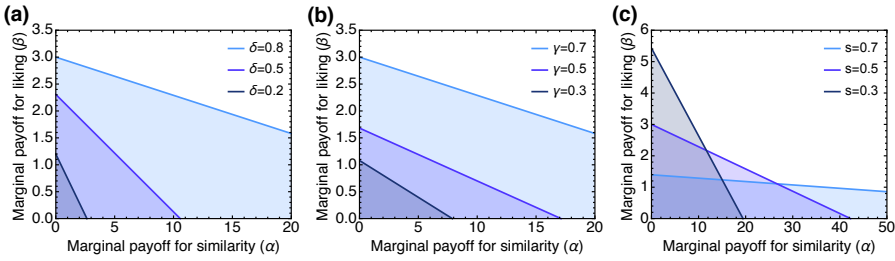 (a)
3.5
3.0
2.5
2.0
1.5
1.0
0.5
0.0
0 5 10 15 20
Marginal payoff for liking (β)
Marginal payoff for similarity (α)
δ=0.8
δ=0.5
δ=0.2
(b)
3.5
3.0
2.5
2.0
1.5
1.0
0.5
0.0
0 5 10 15 20
Marginal payoff for liking (β)
Marginal payoff for similarity (α)
γ=0.7
γ=0.5
γ=0.3
(c)
6
5
4
3
2
1
0
0 10 20 30 40 50
Marginal payoff for liking (β)
Marginal payoff for similarity (α)
s=0.7
s=0.5
s=0.3